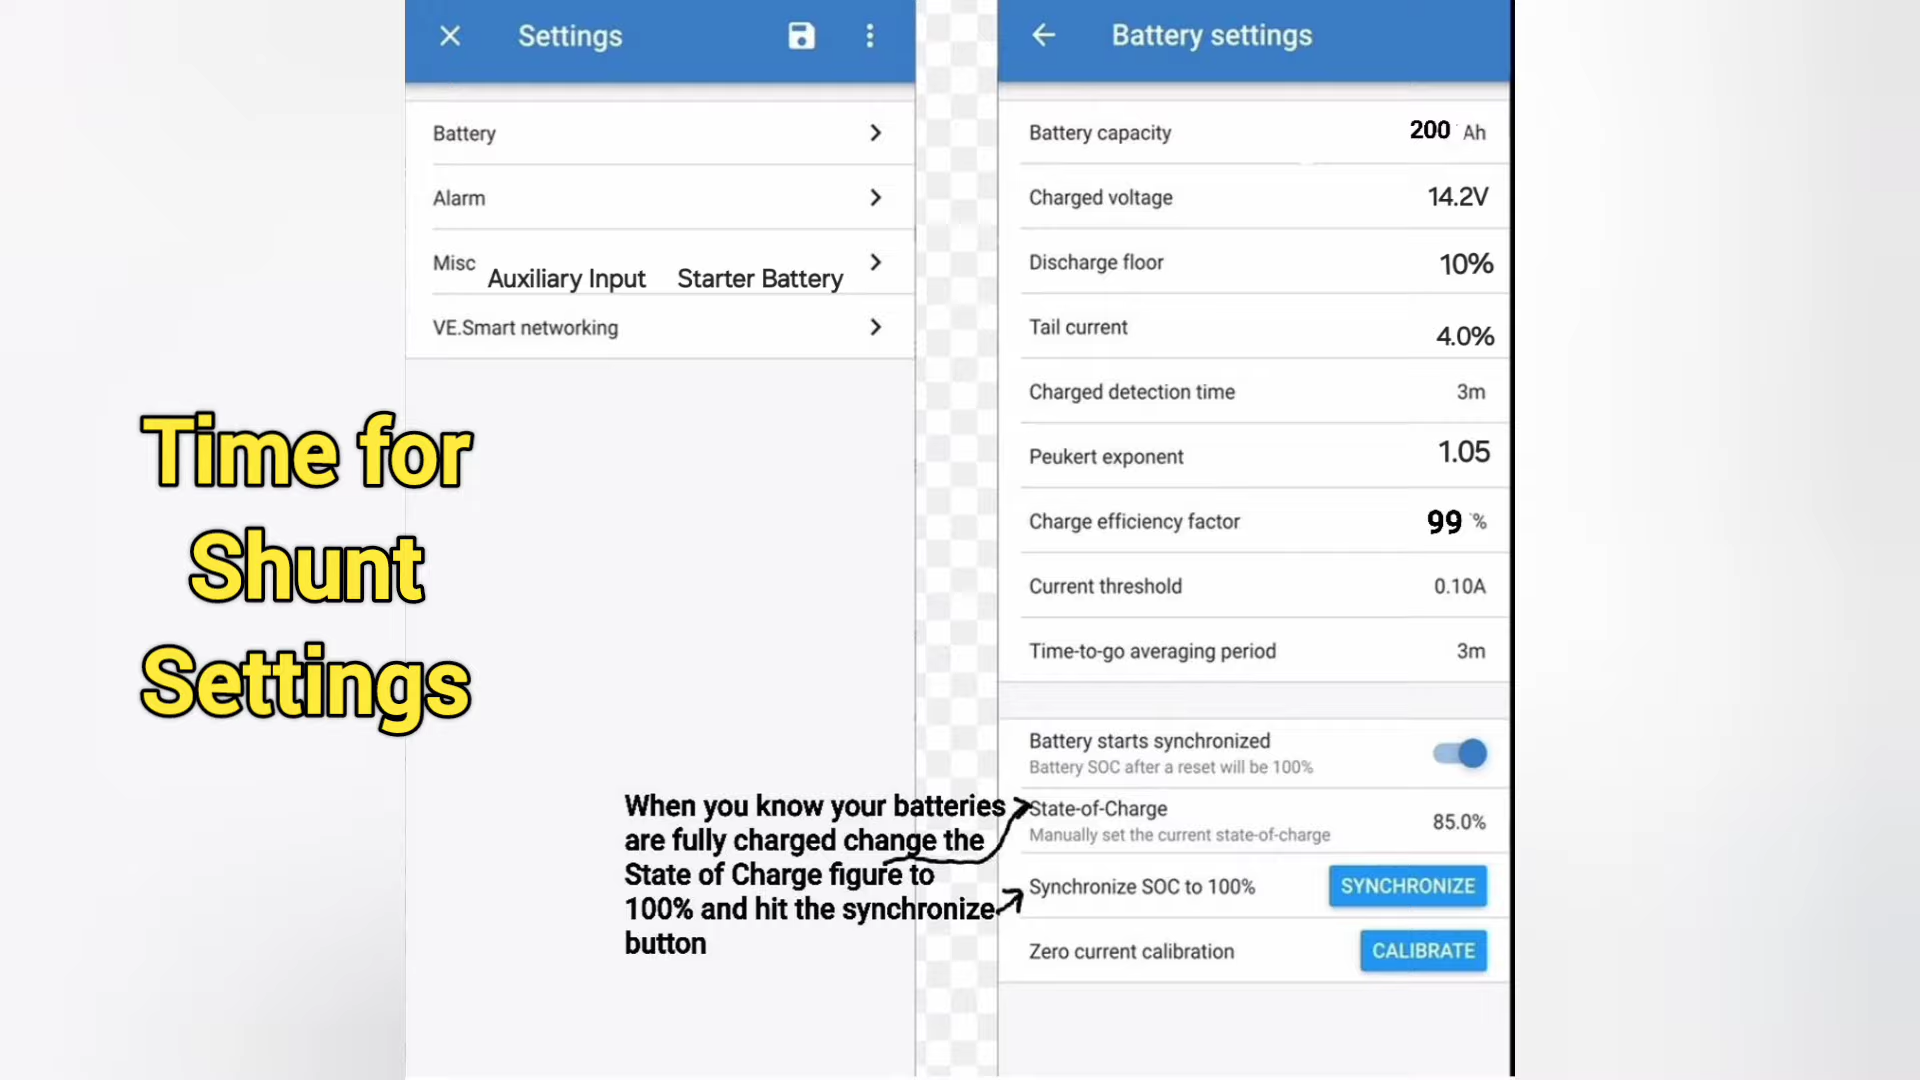 Settings
Battery
Alarm
Misc
Auxiliary Input Starter Battery
VE.Smart networking
Time for
Shunt
Settings
When you know your batteries
are fully charged change the
State of Charge figure to
100% and hit the synchronize
button
Battery settings
Battery capacity 200 Ah
Charged voltage 14.2V
Discharge floor 10%
Tail current 4.0%
Charged detection time 3m
Peukert exponent 1.05
Charge efficiency factor 99 %
Current threshold 0.10A
Time-to-go averaging period 3m
Battery starts synchronized
Battery SOC after a reset will be 100%
State-of-Charge 85.0%
Manually set the current state-of-charge
Synchronize SOC to 100% SYNCHRONIZE
Zero current calibration CALIBRATE